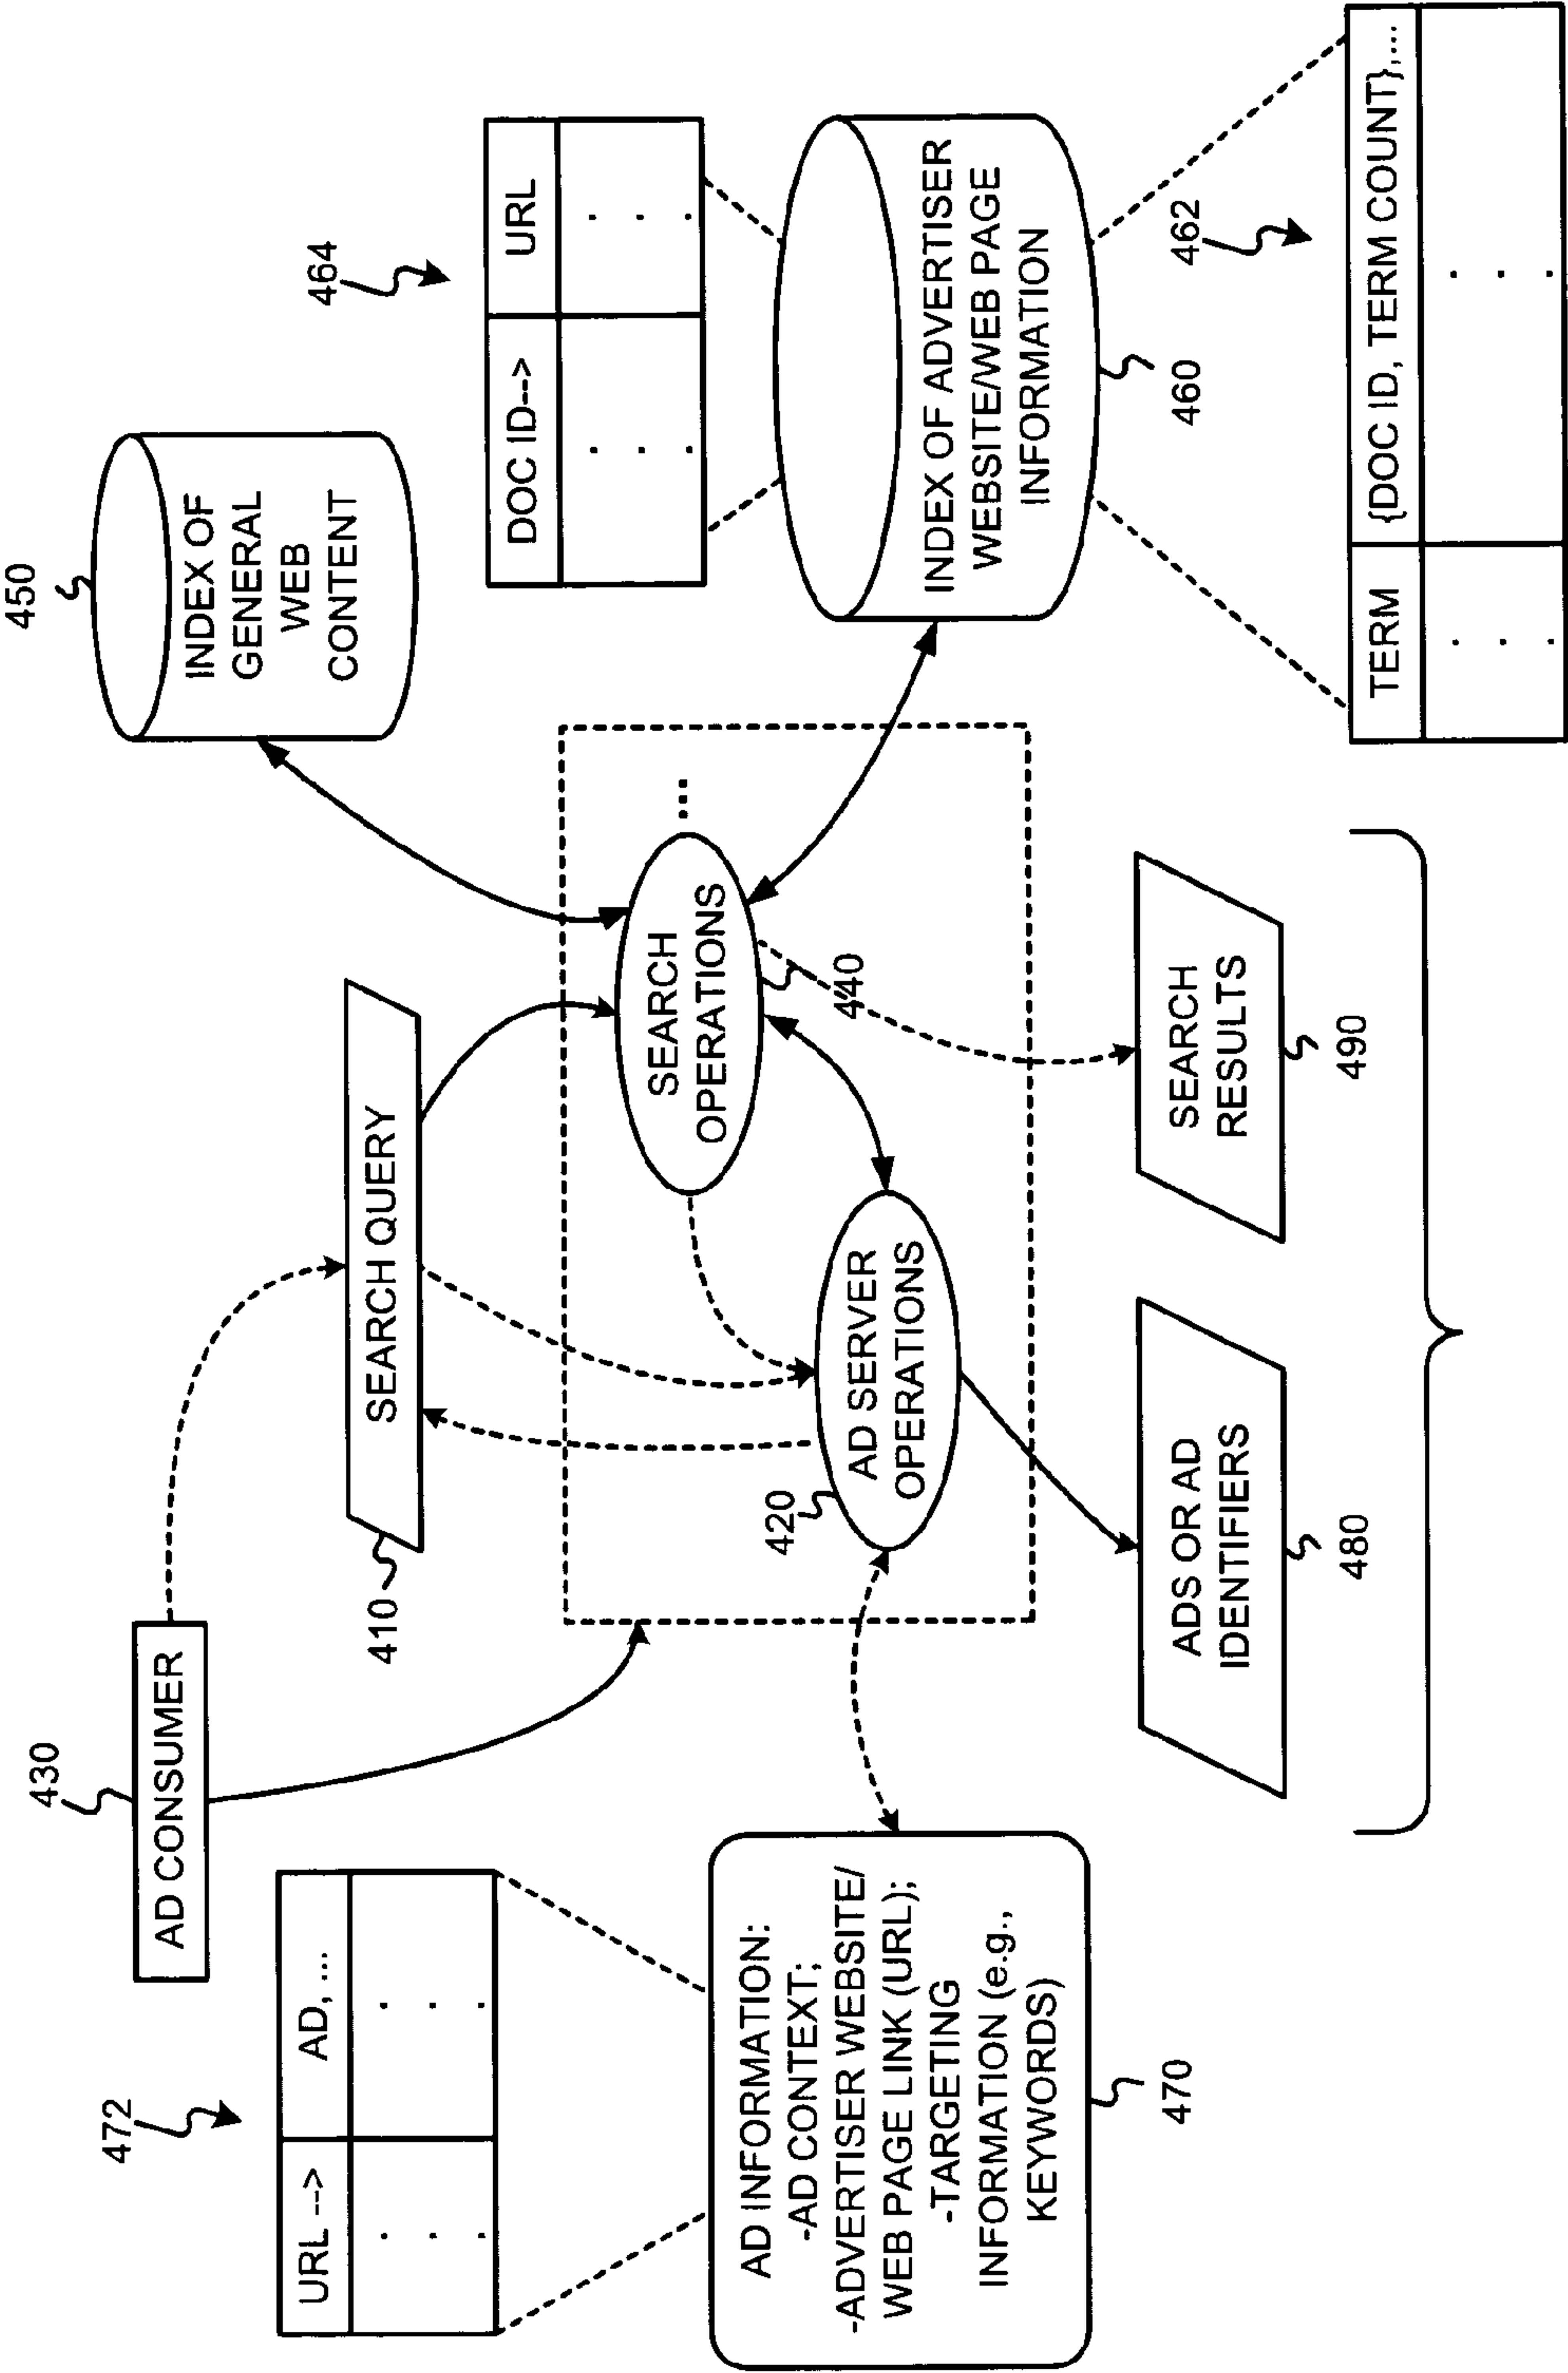 430
AD CONSUMER
450
INDEX OF
GENERAL
WEB
CONTENT
472
URL -->
AD, ...
. . .
. . .
410
SEARCH QUERY
464
DOC ID-->
URL
. . .
. . .
SEARCH
OPERATIONS
...
440
420
AD SERVER
OPERATIONS
AD INFORMATION:
-AD CONTEXT;
-ADVERTISER WEBSITE/
WEB PAGE LINK (URL);
-TARGETING
INFORMATION (e.g.,
KEYWORDS)
470
INDEX OF ADVERTISER
WEBSITE/WEB PAGE
INFORMATION
460
ADS OR AD
IDENTIFIERS
480
SEARCH
RESULTS
490
462
TERM
{DOC ID, TERM COUNT},...
. . .
. . .